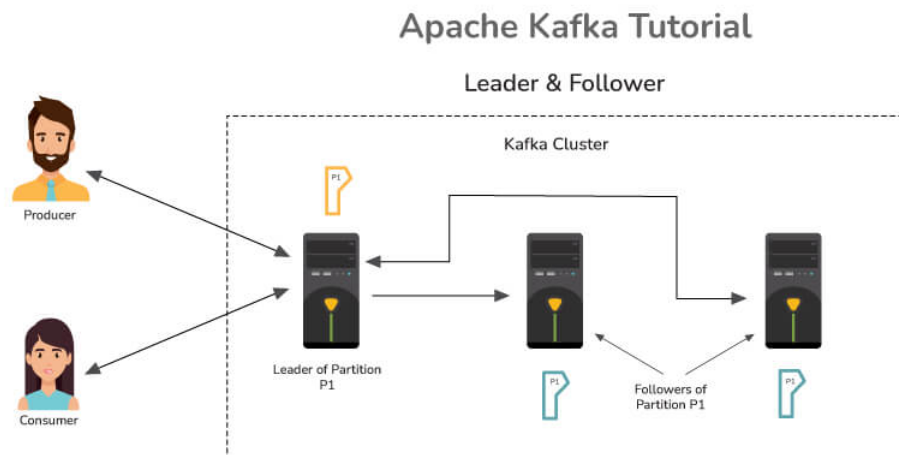 Apache Kafka Tutorial
Leader & Follower
Kafka Cluster
P1
Producer
Leader of Partition
P1
P1
Followers of
Partition P1
P1
Consumer